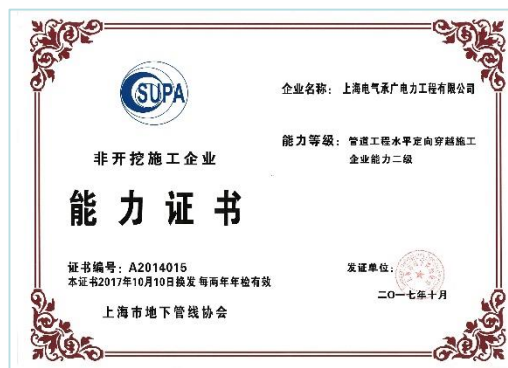 SUPA
非开挖施工企业
能力证书
证书编号：A2014015
本证书2017年10月10日换发 每两年年检有效
上海市地下管线协会
企业名称：上海电气承广电力工程有限公司
能力等级：管道工程水平定向穿越施工
企业能力二级
发证单位：
二〇一七年十月